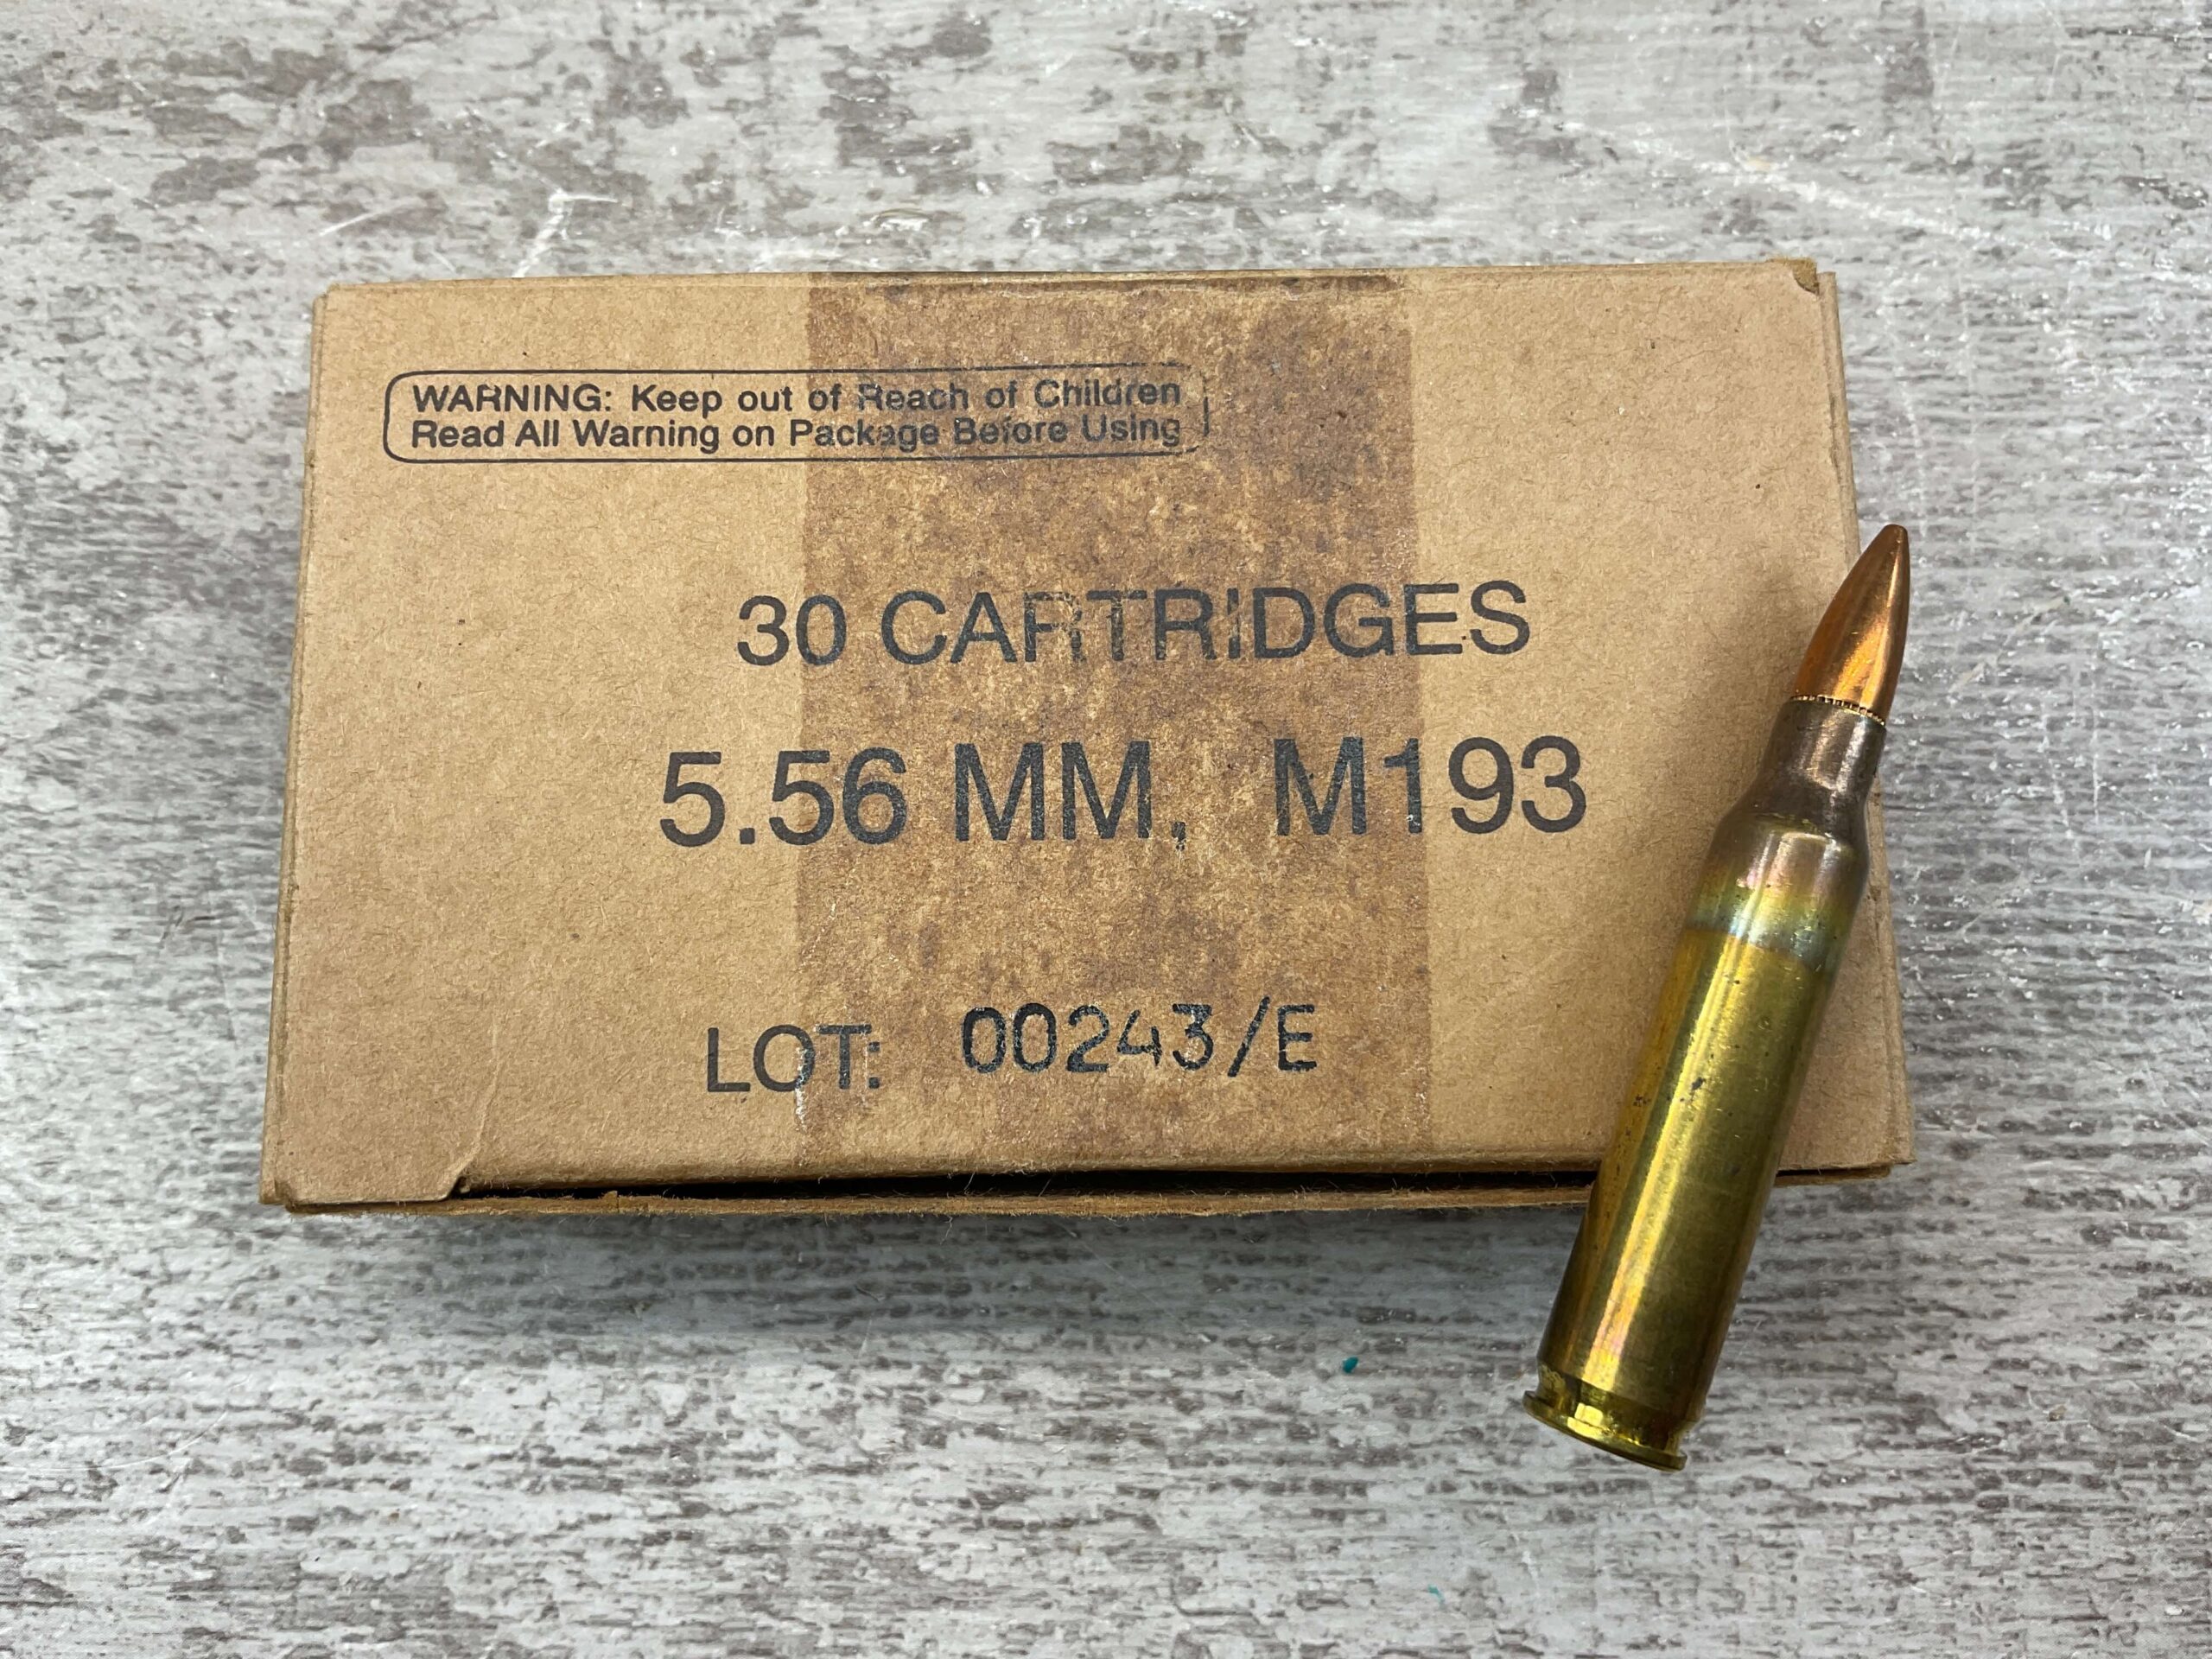 WARNING: Keep out of Reach of Children
Read All Warning on Package Before Using
30 CARTRIDGES
5.56 MM, M193
LOT: 00243/E